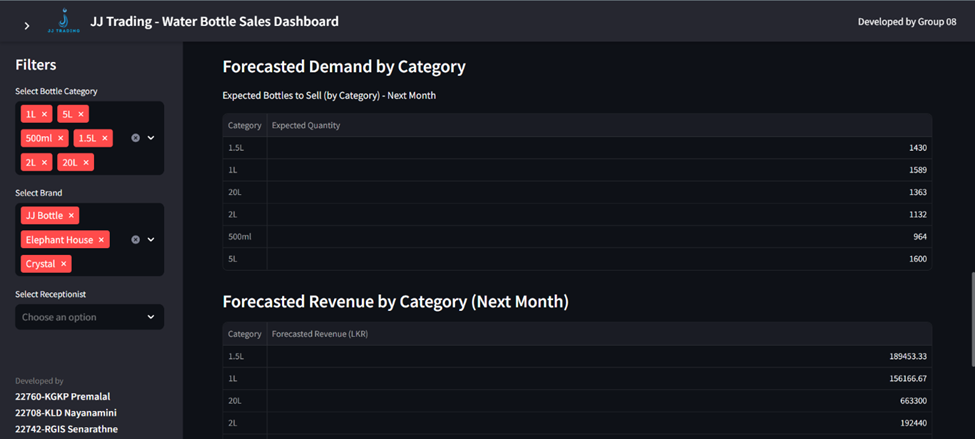 JJ TRADING
JJ Trading - Water Bottle Sales Dashboard
Developed by Group 08
Filters
Select Bottle Category
1L × 5L ×
500ml × 1.5L ×
2L × 20L ×
Select Brand
JJ Bottle ×
Elephant House ×
Crystal ×
Select Receptionist
Choose an option
Developed by
22760-KGKP Premalal
22708-KLD Nayanamini
22742-RGIS Senarathne
Forecasted Demand by Category
Expected Bottles to Sell (by Category) - Next Month
Category Expected Quantity
1.5L 1430
1L 1589
20L 1363
2L 1132
500ml 964
5L 1600
Forecasted Revenue by Category (Next Month)
Category Forecasted Revenue (LKR)
1.5L 189453.33
1L 156166.67
20L 663300
2L 192440